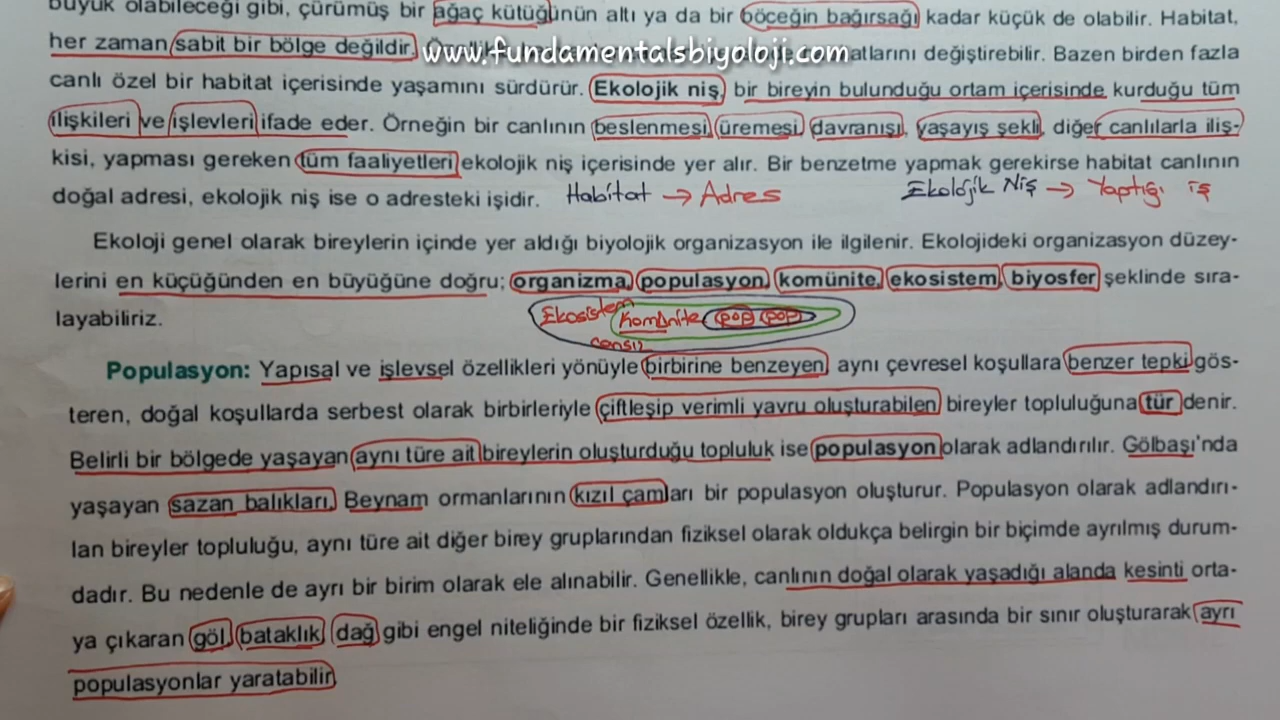 büyük olabileceği gibi, çürümüş bir ağaç kütüğünün altı ya da bir böceğin bağırsağı kadar küçük de olabilir. Habitat,
her zaman sabit bir bölge değildir. www.fundamentalsbiyoloji.com atlarını değiştirebilir. Bazen birden fazla
canlı özel bir habitat içerisinde yaşamını sürdürür. Ekolojik niş, bir bireyin bulunduğu ortam içerisinde kurduğu tüm
ilişkileri ve işlevleri ifade eder. Örneğin bir canlının beslenmesi, üremesi, davranışı, yaşayış şekli, diğer canlılarla iliş-
kisi, yapması gereken tüm faaliyetleri ekolojik niş içerisinde yer alır. Bir benzetme yapmak gerekirse habitat canlının
doğal adresi, ekolojik niş ise o adresteki işidir. Habitat → Adres Ekolojik Niş → Yaptığı iş
Ekoloji genel olarak bireylerin içinde yer aldığı biyolojik organizasyon ile ilgilenir. Ekolojideki organizasyon düzey-
lerini en küçüğünden en büyüğüne doğru; organizma, populasyon, komünite, ekosistem, biyosfer şeklinde sıra-
layabiliriz. Ekosistem Komünite pop pop
cansız
Populasyon: Yapısal ve işlevsel özellikleri yönüyle birbirine benzeyen, aynı çevresel koşullara benzer tepki gös-
teren, doğal koşullarda serbest olarak birbirleriyle çiftleşip verimli yavru oluşturabilen bireyler topluluğuna tür denir.
Belirli bir bölgede yaşayan aynı türe ait bireylerin oluşturduğu topluluk ise populasyon olarak adlandırılır. Gölbaşı'nda
yaşayan sazan balıkları, Beynam ormanlarının kızıl çamları bir populasyon oluşturur. Populasyon olarak adlandırı-
lan bireyler topluluğu, aynı türe ait diğer birey gruplarından fiziksel olarak oldukça belirgin bir biçimde ayrılmış durum-
dadır. Bu nedenle de ayrı bir birim olarak ele alınabilir. Genellikle, canlının doğal olarak yaşadığı alanda kesinti orta-
ya çıkaran göl, bataklık, dağ gibi engel niteliğinde bir fiziksel özellik, birey grupları arasında bir sınır oluşturarak ayrı
populasyonlar yaratabilir.